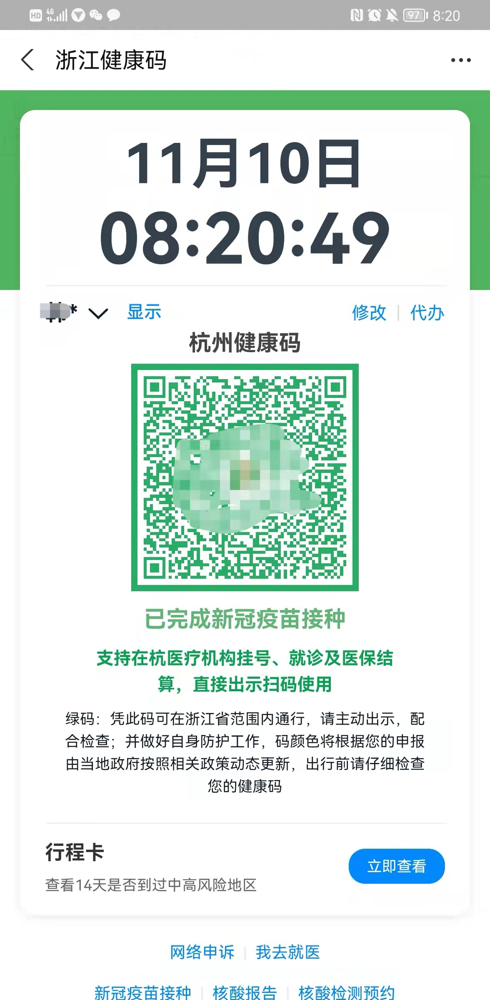 HD 4G 97 8:20
浙江健康码
11月10日
08:20:49
* 显示 修改 | 代办
杭州健康码
已完成新冠疫苗接种
支持在杭医疗机构挂号、就诊及医保结
算，直接出示扫码使用
绿码：凭此码可在浙江省范围内通行，请主动出示，配
合检查；并做好自身防护工作，码颜色将根据您的申报
由当地政府按照相关政策动态更新，出行前请仔细检查
您的健康码
行程卡
立即查看
查看14天是否到过中高风险地区
网络申诉 | 我去就医
新冠疫苗接种 | 核酸报告 | 核酸检测预约